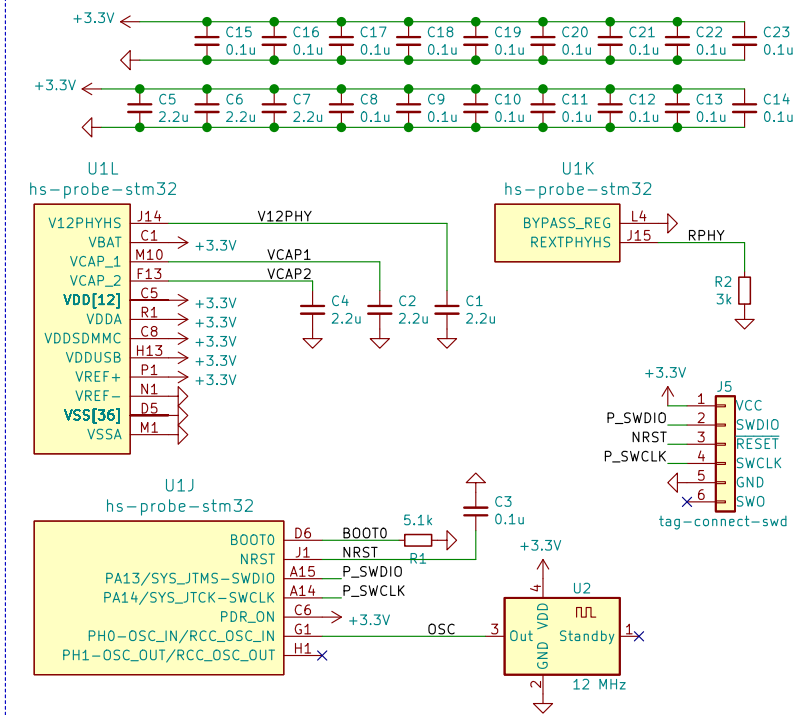 +3.3V
C15 C16 C17 C18 C19 C20 C21 C22 C23
0.1u 0.1u 0.1u 0.1u 0.1u 0.1u 0.1u 0.1u 0.1u
+3.3V
C5 C6 C7 C8 C9 C10 C11 C12 C13 C14
2.2u 2.2u 2.2u 0.1u 0.1u 0.1u 0.1u 0.1u 0.1u 0.1u
U1L
hs-probe-stm32
V12PHYHS J14 V12PHY
VBAT C1 +3.3V
VCAP_1 M10 VCAP1
VCAP_2 F13 VCAP2
VDD[12] C5 +3.3V
VDDA R1 +3.3V
VDDSDMMC C8 +3.3V
VDDUSB H13 +3.3V
VREF+ P1 +3.3V
VREF- N1
VSS[36] D5
VSSA M1
C4 C2 C1
2.2u 2.2u 2.2u
U1K
hs-probe-stm32
BYPASS_REG L4
REXTPHYHS J15 RPHY
R2
3k
J5
+3.3V
1 VCC
P_SWDIO 2 SWDIO
NRST 3 RESET
P_SWCLK 4 SWCLK
5 GND
6 SWO
tag-connect-swd
U1J
hs-probe-stm32
BOOT0 D6 BOOT0
NRST J1 NRST
PA13/SYS_JTMS-SWDIO A15 P_SWDIO
PA14/SYS_JTCK-SWCLK A14 P_SWCLK
PDR_ON C6 +3.3V
PH0-OSC_IN/RCC_OSC_IN G1 OSC
PH1-OSC_OUT/RCC_OSC_OUT H1
5.1k
R1
C3
0.1u
+3.3V
U2
4 VDD
3 Out Standby 1
GND 2
12 MHz